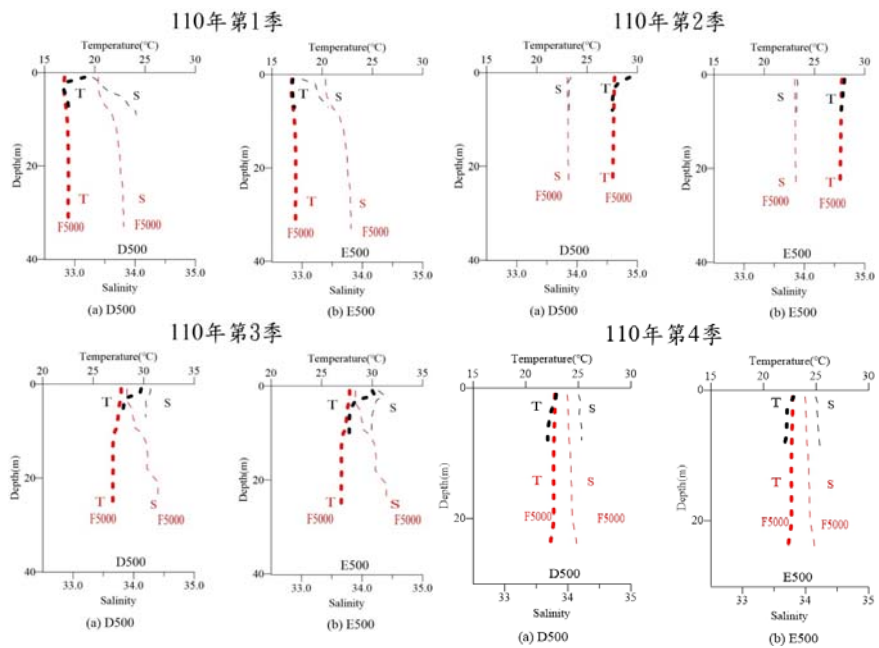 110年第1季
Temperature(°C)
15 20 25 30
0
20
40
Depth(m)
T S
T S
F5000 F5000
D500
33.0 34.0 35.0
Salinity
(a) D500
Temperature(°C)
15 20 25 30
0
20
40
Depth(m)
T S
T S
F5000 F5000
E500
33.0 34.0 35.0
Salinity
(b) E500
110年第2季
Temperature(°C)
15 20 25 30
0
20
40
Depth(m)
S T
S T
F5000 F5000
D500
33.0 34.0 35.0
Salinity
(a) D500
Temperature(°C)
15 20 25 30
0
20
40
Depth(m)
S T
S T
F5000 F5000
E500
33.0 34.0 35.0
Salinity
(b) E500
110年第3季
Temperature(°C)
20 25 30 35
0
20
40
Depth(m)
T S
T S
F5000 F5000
D500
33.0 34.0 35.0
Salinity
(a) D500
Temperature(°C)
20 25 30 35
0
20
40
Depth(m)
T S
T S
F5000 F5000
E500
33.0 34.0 35.0
Salinity
(b) E500
110年第4季
Temperature(°C)
15 20 25 30
0
20
Depth(m)
T S
T S
F5000 F5000
D500
33 34 35
Salinity
(a) D500
Temperature(°C)
15 20 25 30
0
20
Depth(m)
T S
T S
F5000 F5000
E500
33 34 35
Salinity
(b) E500